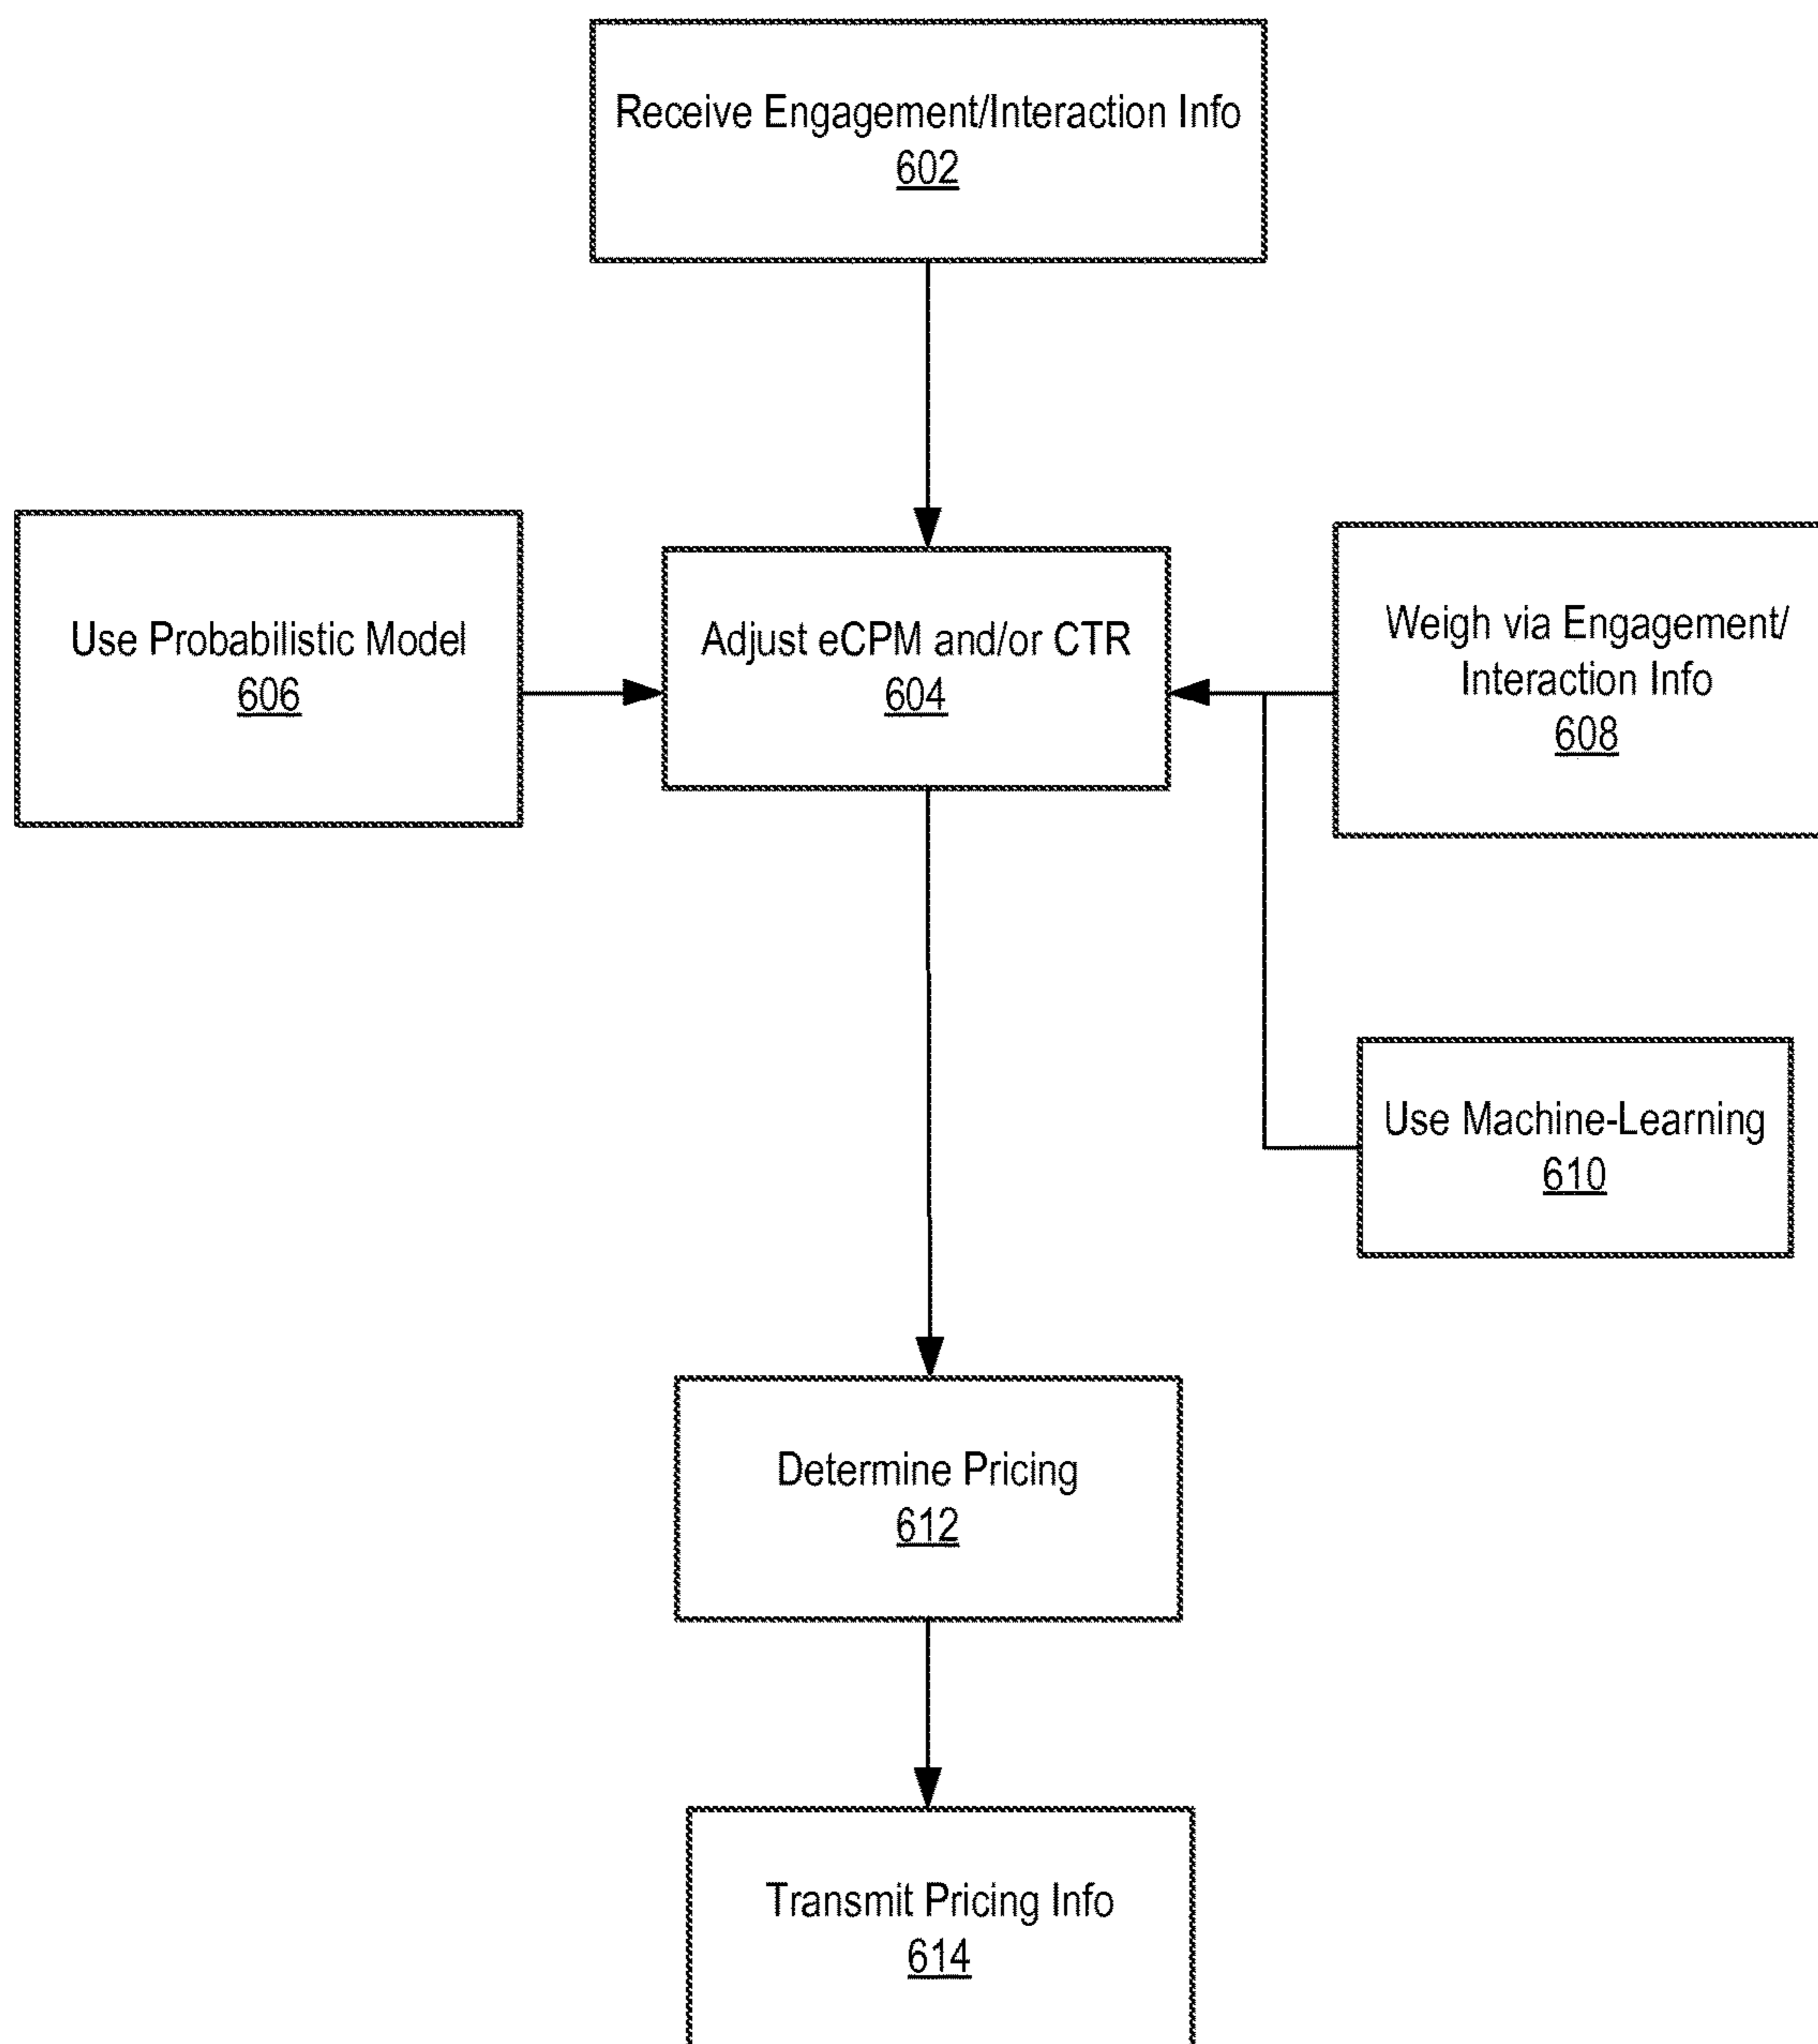 Receive Engagement/Interaction Info
602
Use Probabilistic Model
606
Adjust eCPM and/or CTR
604
Weigh via Engagement/
Interaction Info
608
Use Machine-Learning
610
Determine Pricing
612
Transmit Pricing Info
614